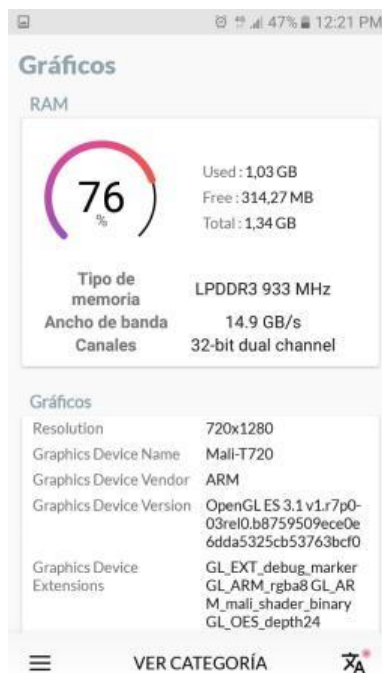 47% 12:21 PM
Gráficos
RAM
76
%
Used : 1,03 GB
Free : 314,27 MB
Total : 1,34 GB
Tipo de
memoria
LPDDR3 933 MHz
Ancho de banda
14.9 GB/s
Canales
32-bit dual channel
Gráficos
Resolution
720x1280
Graphics Device Name
Mali-T720
Graphics Device Vendor
ARM
Graphics Device Version
OpenGL ES 3.1 v1.r7p0-
03rel0.b8759509ece0e
6dda5325cb53763bcf0
Graphics Device
Extensions
GL_EXT_debug_marker
GL_ARM_rgba8 GL_AR
M_mali_shader_binary
GL_OES_depth24
VER CATEGORÍA